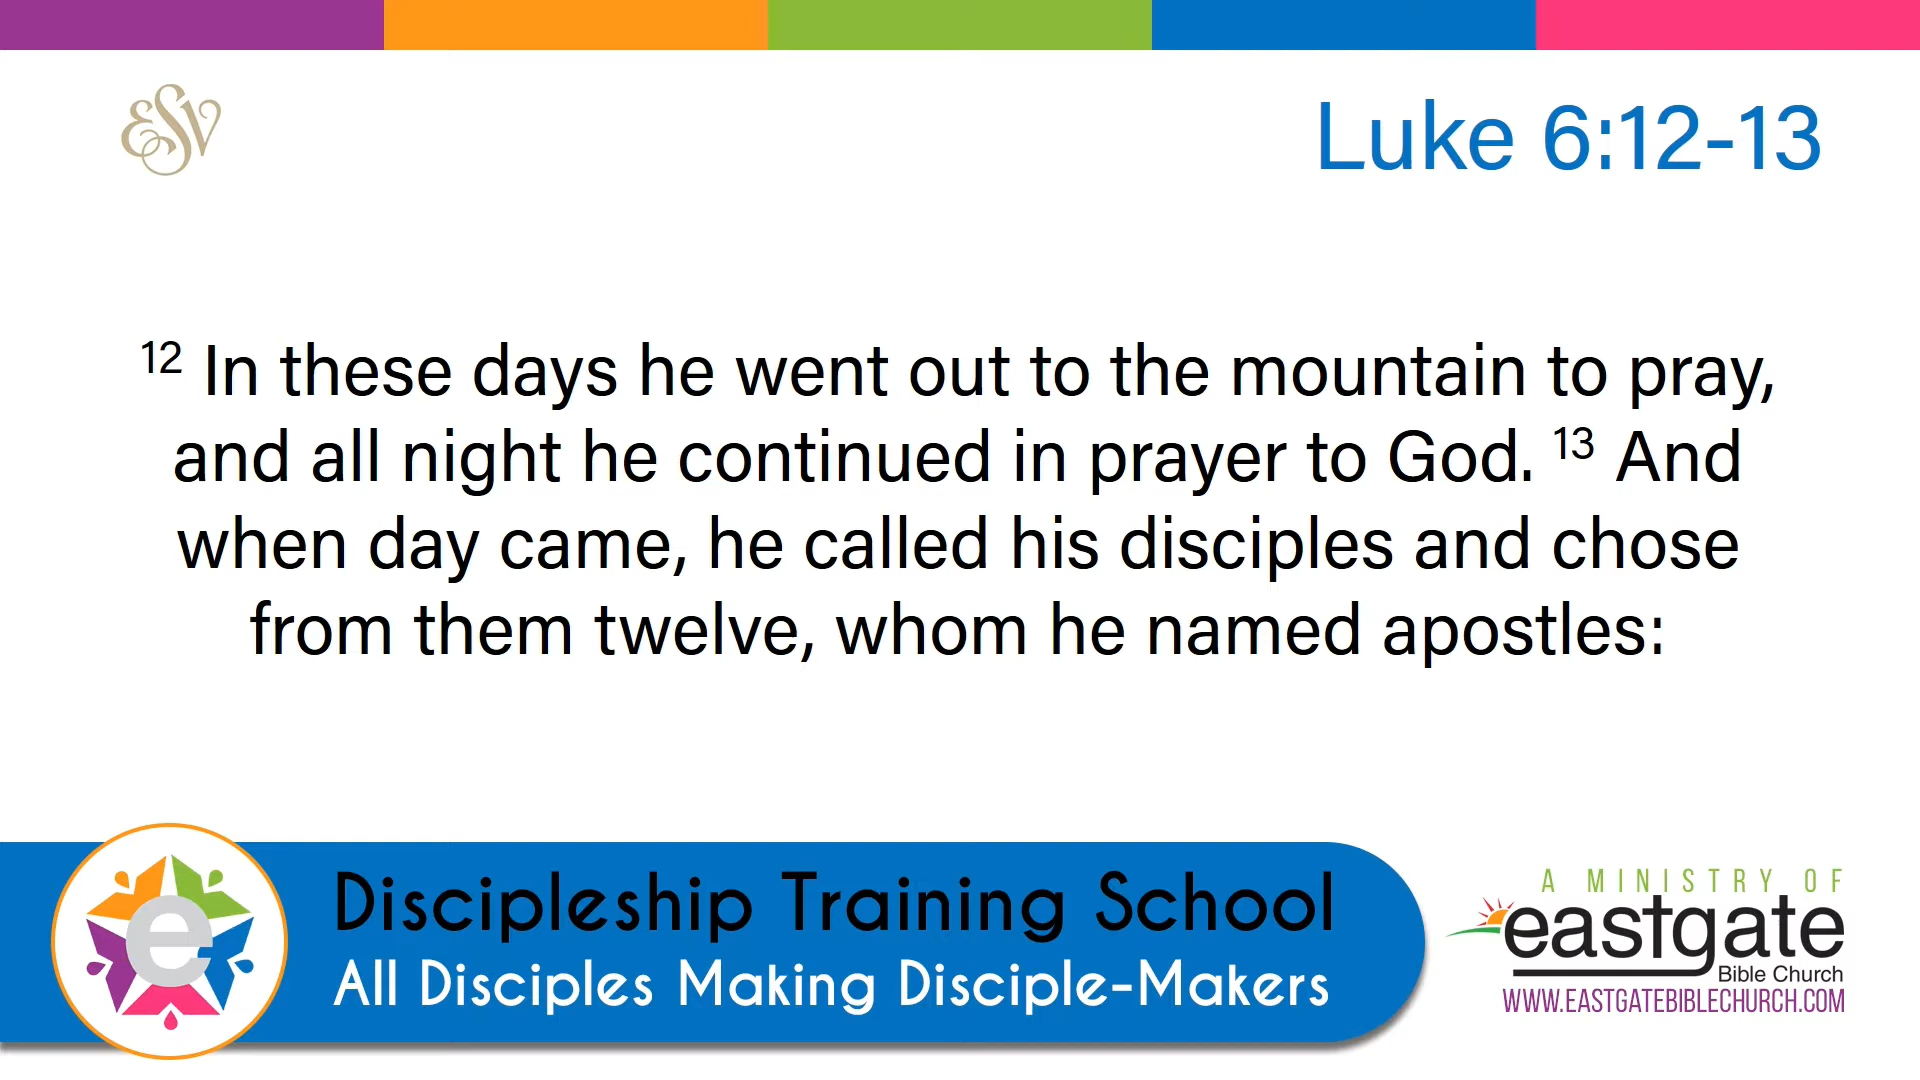 ESV
Luke 6:12-13
12 In these days he went out to the mountain to pray,
and all night he continued in prayer to God. 13 And
when day came, he called his disciples and chose
from them twelve, whom he named apostles:
e
Discipleship Training School
All Disciples Making Disciple-Makers
A MINISTRY OF
eastgate
Bible Church
WWW.EASTGATEBIBLECHURCH.COM